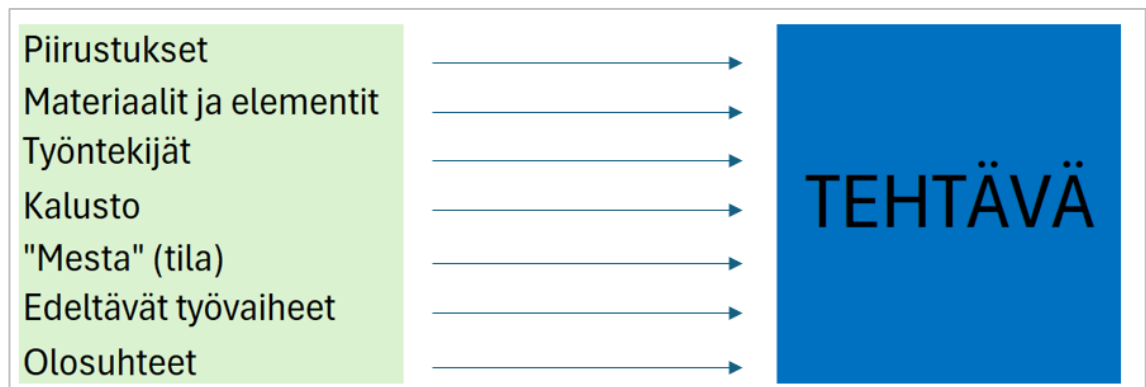 Piirustukset
Materiaalit ja elementit
Työntekijät
Kalusto
"Mesta" (tila)
Edeltävät työvaiheet
Olosuhteet
TEHTÄVÄ